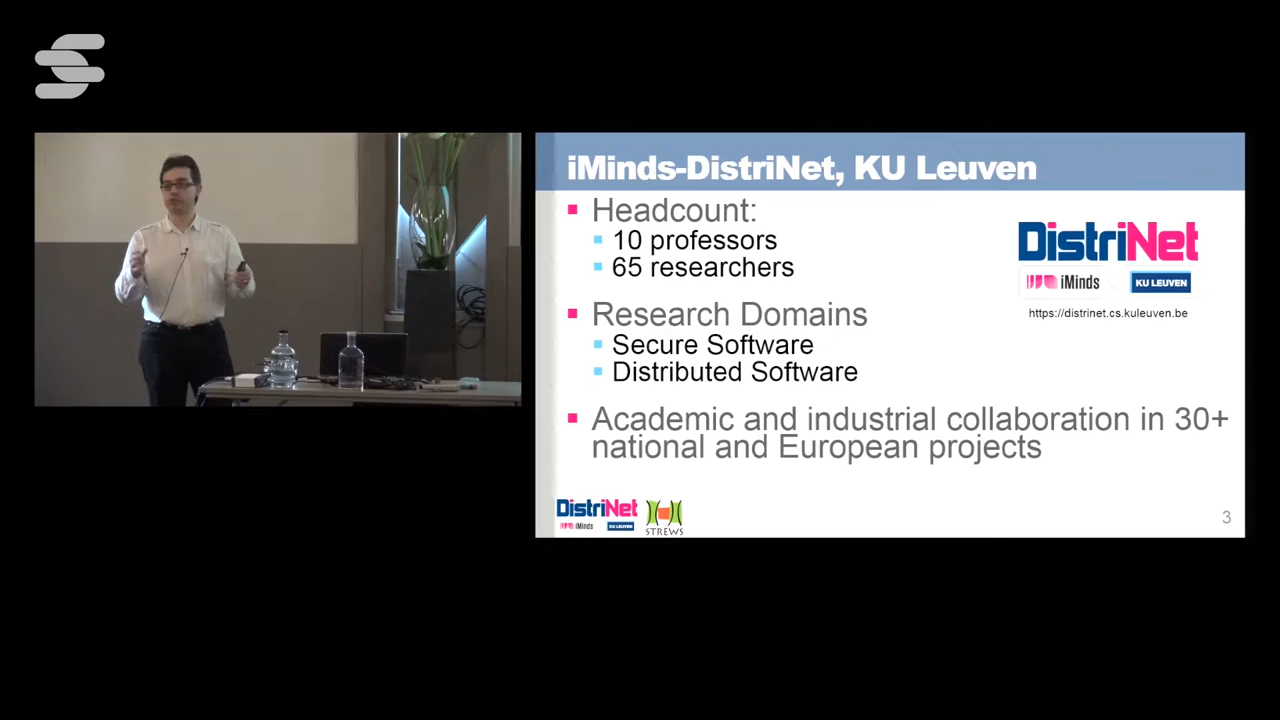 iMinds-DistriNet, KU Leuven
Headcount:
10 professors
65 researchers
Research Domains
Secure Software
Distributed Software
Academic and industrial collaboration in 30+
national and European projects
DistriNet
iMinds
KU LEUVEN
https://distrinet.cs.kuleuven.be
DistriNet
iMinds
KU LEUVEN
STREWS
3